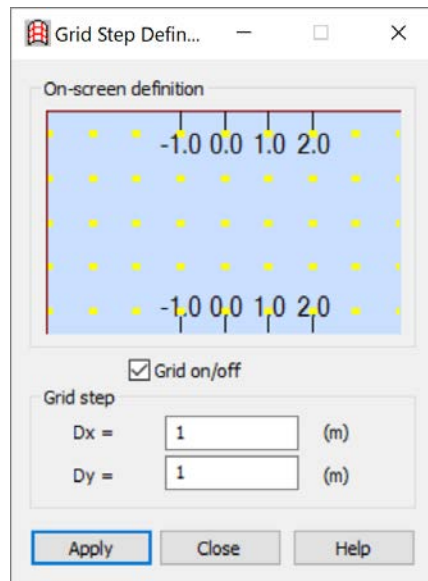 Grid Step Defin...
On-screen definition
-1.0 0.0 1.0 2.0
-1.0 0.0 1.0 2.0
Grid on/off
Grid step
Dx = 1 (m)
Dy = 1 (m)
Apply Close Help